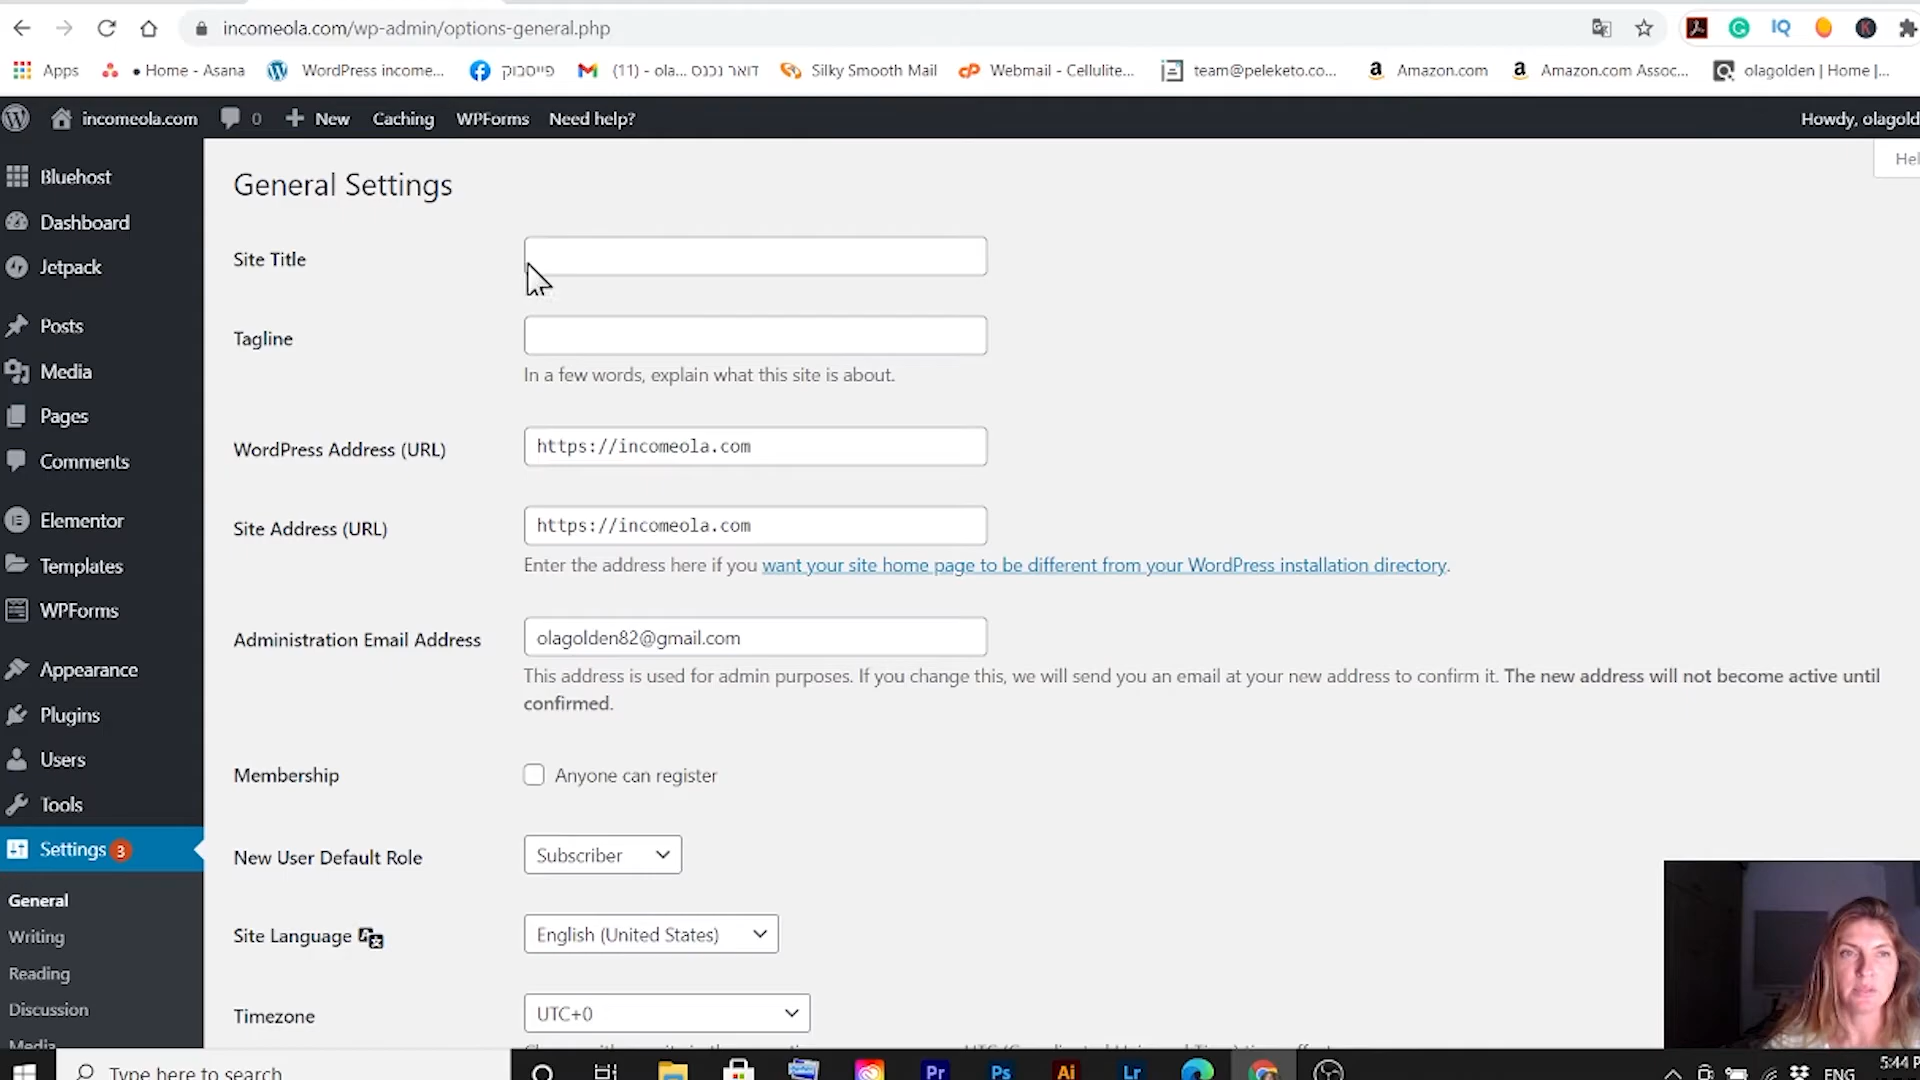 incomeola.com/wp-admin/options-general.php
Apps
• Home - Asana
WordPress income...
פייסבוק
דואר נכנס (11) - ola...
Silky Smooth Mail
Webmail - Cellulite...
team@peleketo.co...
Amazon.com
Amazon.com Assoc...
olagolden | Home |...
incomeola.com
0
New
Caching
WPForms
Need help?
Howdy, olagold
Hel
Bluehost
Dashboard
Jetpack
Posts
Media
Pages
Comments
Elementor
Templates
WPForms
Appearance
Plugins
Users
Tools
Settings 3
General
Writing
Reading
Discussion
Media
General Settings
Site Title
Tagline
In a few words, explain what this site is about.
WordPress Address (URL)
https://incomeola.com
Site Address (URL)
https://incomeola.com
Enter the address here if you want your site home page to be different from your WordPress installation directory.
Administration Email Address
olagolden82@gmail.com
This address is used for admin purposes. If you change this, we will send you an email at your new address to confirm it. The new address will not become active until
confirmed.
Membership
Anyone can register
New User Default Role
Subscriber
Site Language
English (United States)
Timezone
UTC+0
Type here to search
Pr
Ps
Ai
Lr
ENG
5:44 P